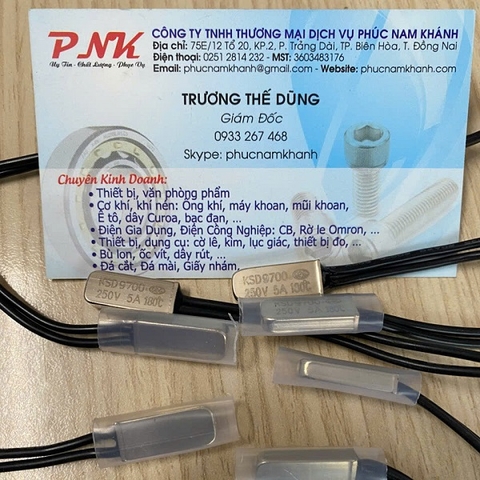 PNK
Uy Tín - Chất Lượng - Phục Vụ
CÔNG TY TNHH THƯƠNG MẠI DỊCH VỤ PHÚC NAM KHÁNH
Địa chỉ: 75E/12 Tổ 20, KP.2, P. Trảng Dài, TP. Biên Hòa, T. Đồng Nai
Điện thoại: 0251 2814 232 - MST: 3603483176
Email: phucnamkhanh@gmail.com - Website: phucnamkhanh.com
TRƯƠNG THẾ DŨNG
Giám Đốc
0933 267 468
Skype: phucnamkhanh
Chuyên Kinh Doanh:
Thiết bị, văn phòng phẩm
Cơ khí, khí nén: Ống khí, máy khoan, mũi khoan,
Ê tô, dây Curoa, bạc đạn, ...
Điện Gia Dụng, Điện Công Nghiệp: CB, Rờ le Omron, ...
Thiết bị, dụng cụ: cờ lê, kìm, lục giác, thiết bị đo, ...
Bù lon, ốc vít, dây rút, ...
Đá cắt, Đá mài, Giấy nhám,
KSD9700
250V 5A 180℃
KSD9700
250V 5A 100℃
KSD9700
250V 5A